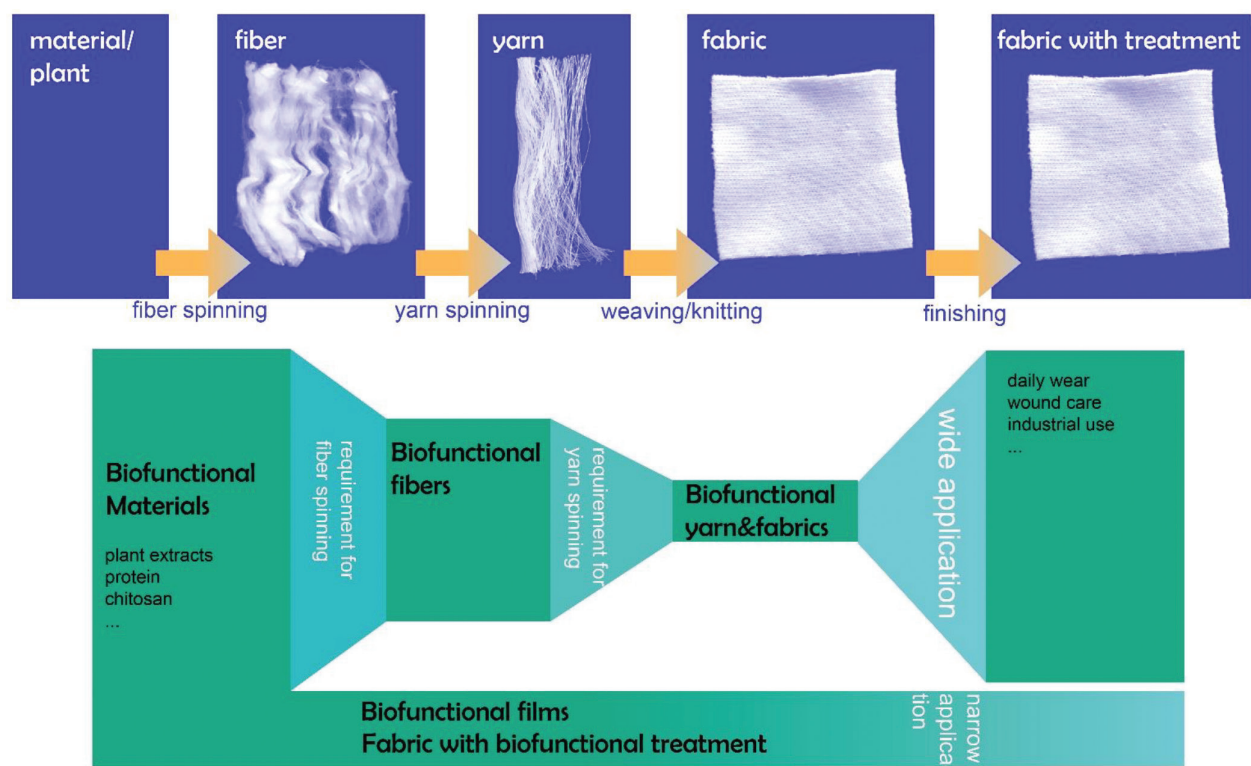 material/
plant
fiber
yarn
fabric
fabric with treatment
fiber spinning
yarn spinning
weaving/knitting
finishing
Biofunctional
Materials
plant extracts
protein
chitosan
...
requirement for
fiber spinning
Biofunctional
fibers
requirement for
yarn spinning
Biofunctional
yarn&fabrics
wide application
daily wear
wound care
industrial use
...
Biofunctional films
Fabric with biofunctional treatment
narrow
applica
tion